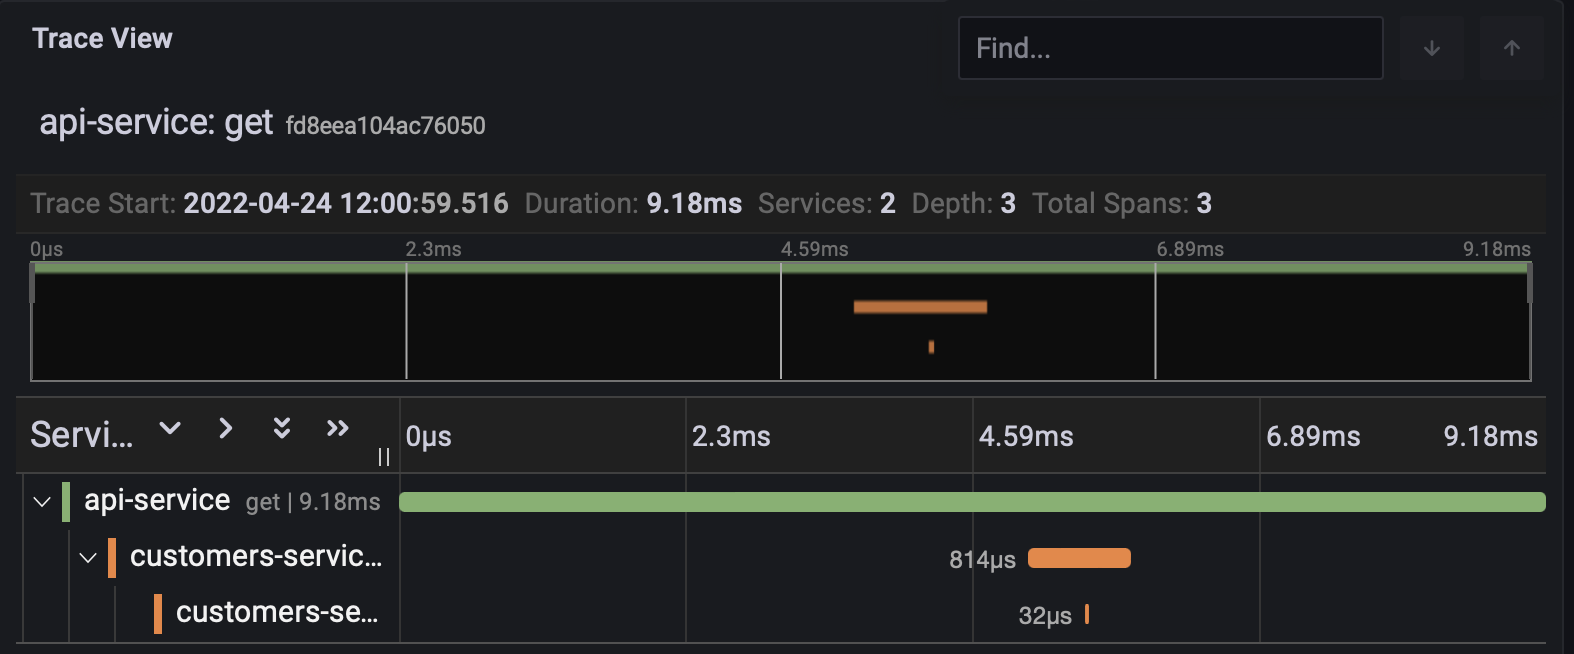 Trace View
Find...
api-service: get fd8eea104ac76050
Trace Start: 2022-04-24 12:00:59.516 Duration: 9.18ms Services: 2 Depth: 3 Total Spans: 3
0μs 2.3ms 4.59ms 6.89ms 9.18ms
Servi... 0μs 2.3ms 4.59ms 6.89ms 9.18ms
api-service get | 9.18ms
customers-servic... 814μs
customers-se... 32μs